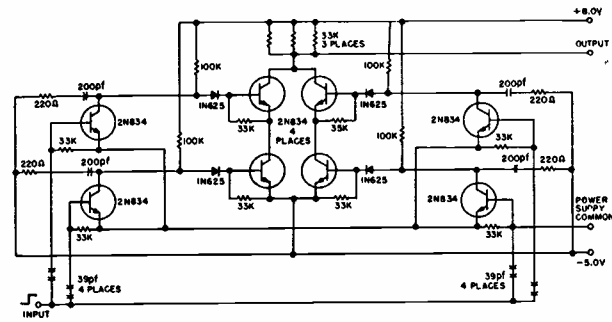 +8.0V
33K
3 PLACES
OUTPUT
100K
100K
200pf
200pf
220Ω
1N625
1N625
220Ω
2N834
2N834
2N834
4
PLACES
33K
33K
35K
33K
100K
100K
200pf
200pf
220Ω
220Ω
1N625
1N625
2N834
33K
33K
2N834
33K
33K
POWER
SUPPLY
COMMON
-5.0V
39pf
4 PLACES
39pf
4 PLACES
INPUT